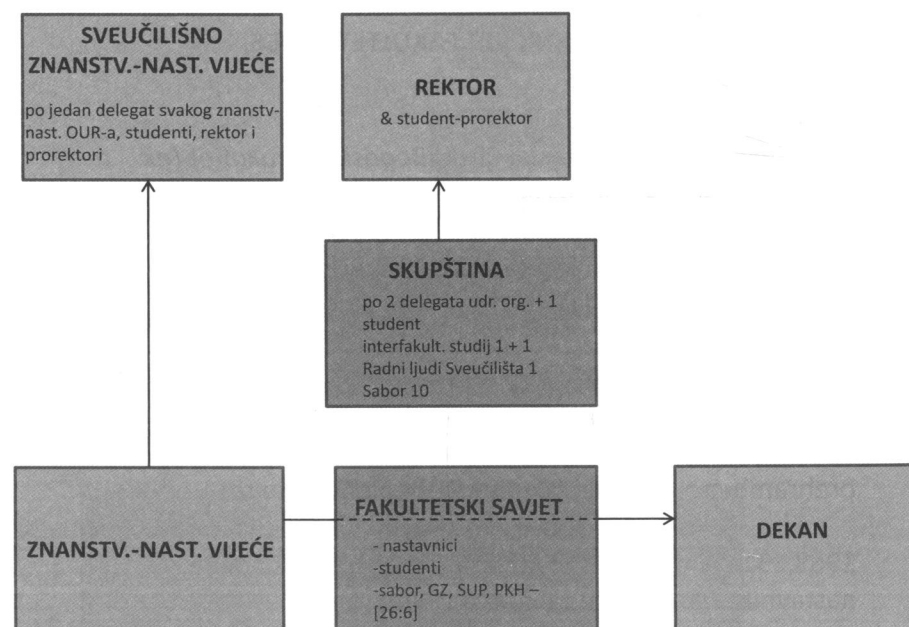 SVEUČILIŠNO
ZNANSTV.-NAST. VIJEĆE
po jedan delegat svakog znanstv-
nast. OUR-a, studenti, rektor i
prorektori
REKTOR
& student-prorektor
SKUPŠTINA
po 2 delegata udr. org. + 1
student
interfakult. studij 1 + 1
Radni ljudi Sveučilišta 1
Sabor 10
ZNANSTV.-NAST. VIJEĆE
FAKULTETSKI SAVJET
- nastavnici
-studenti
-sabor, GZ, SUP, PKH –
[26:6]
DEKAN